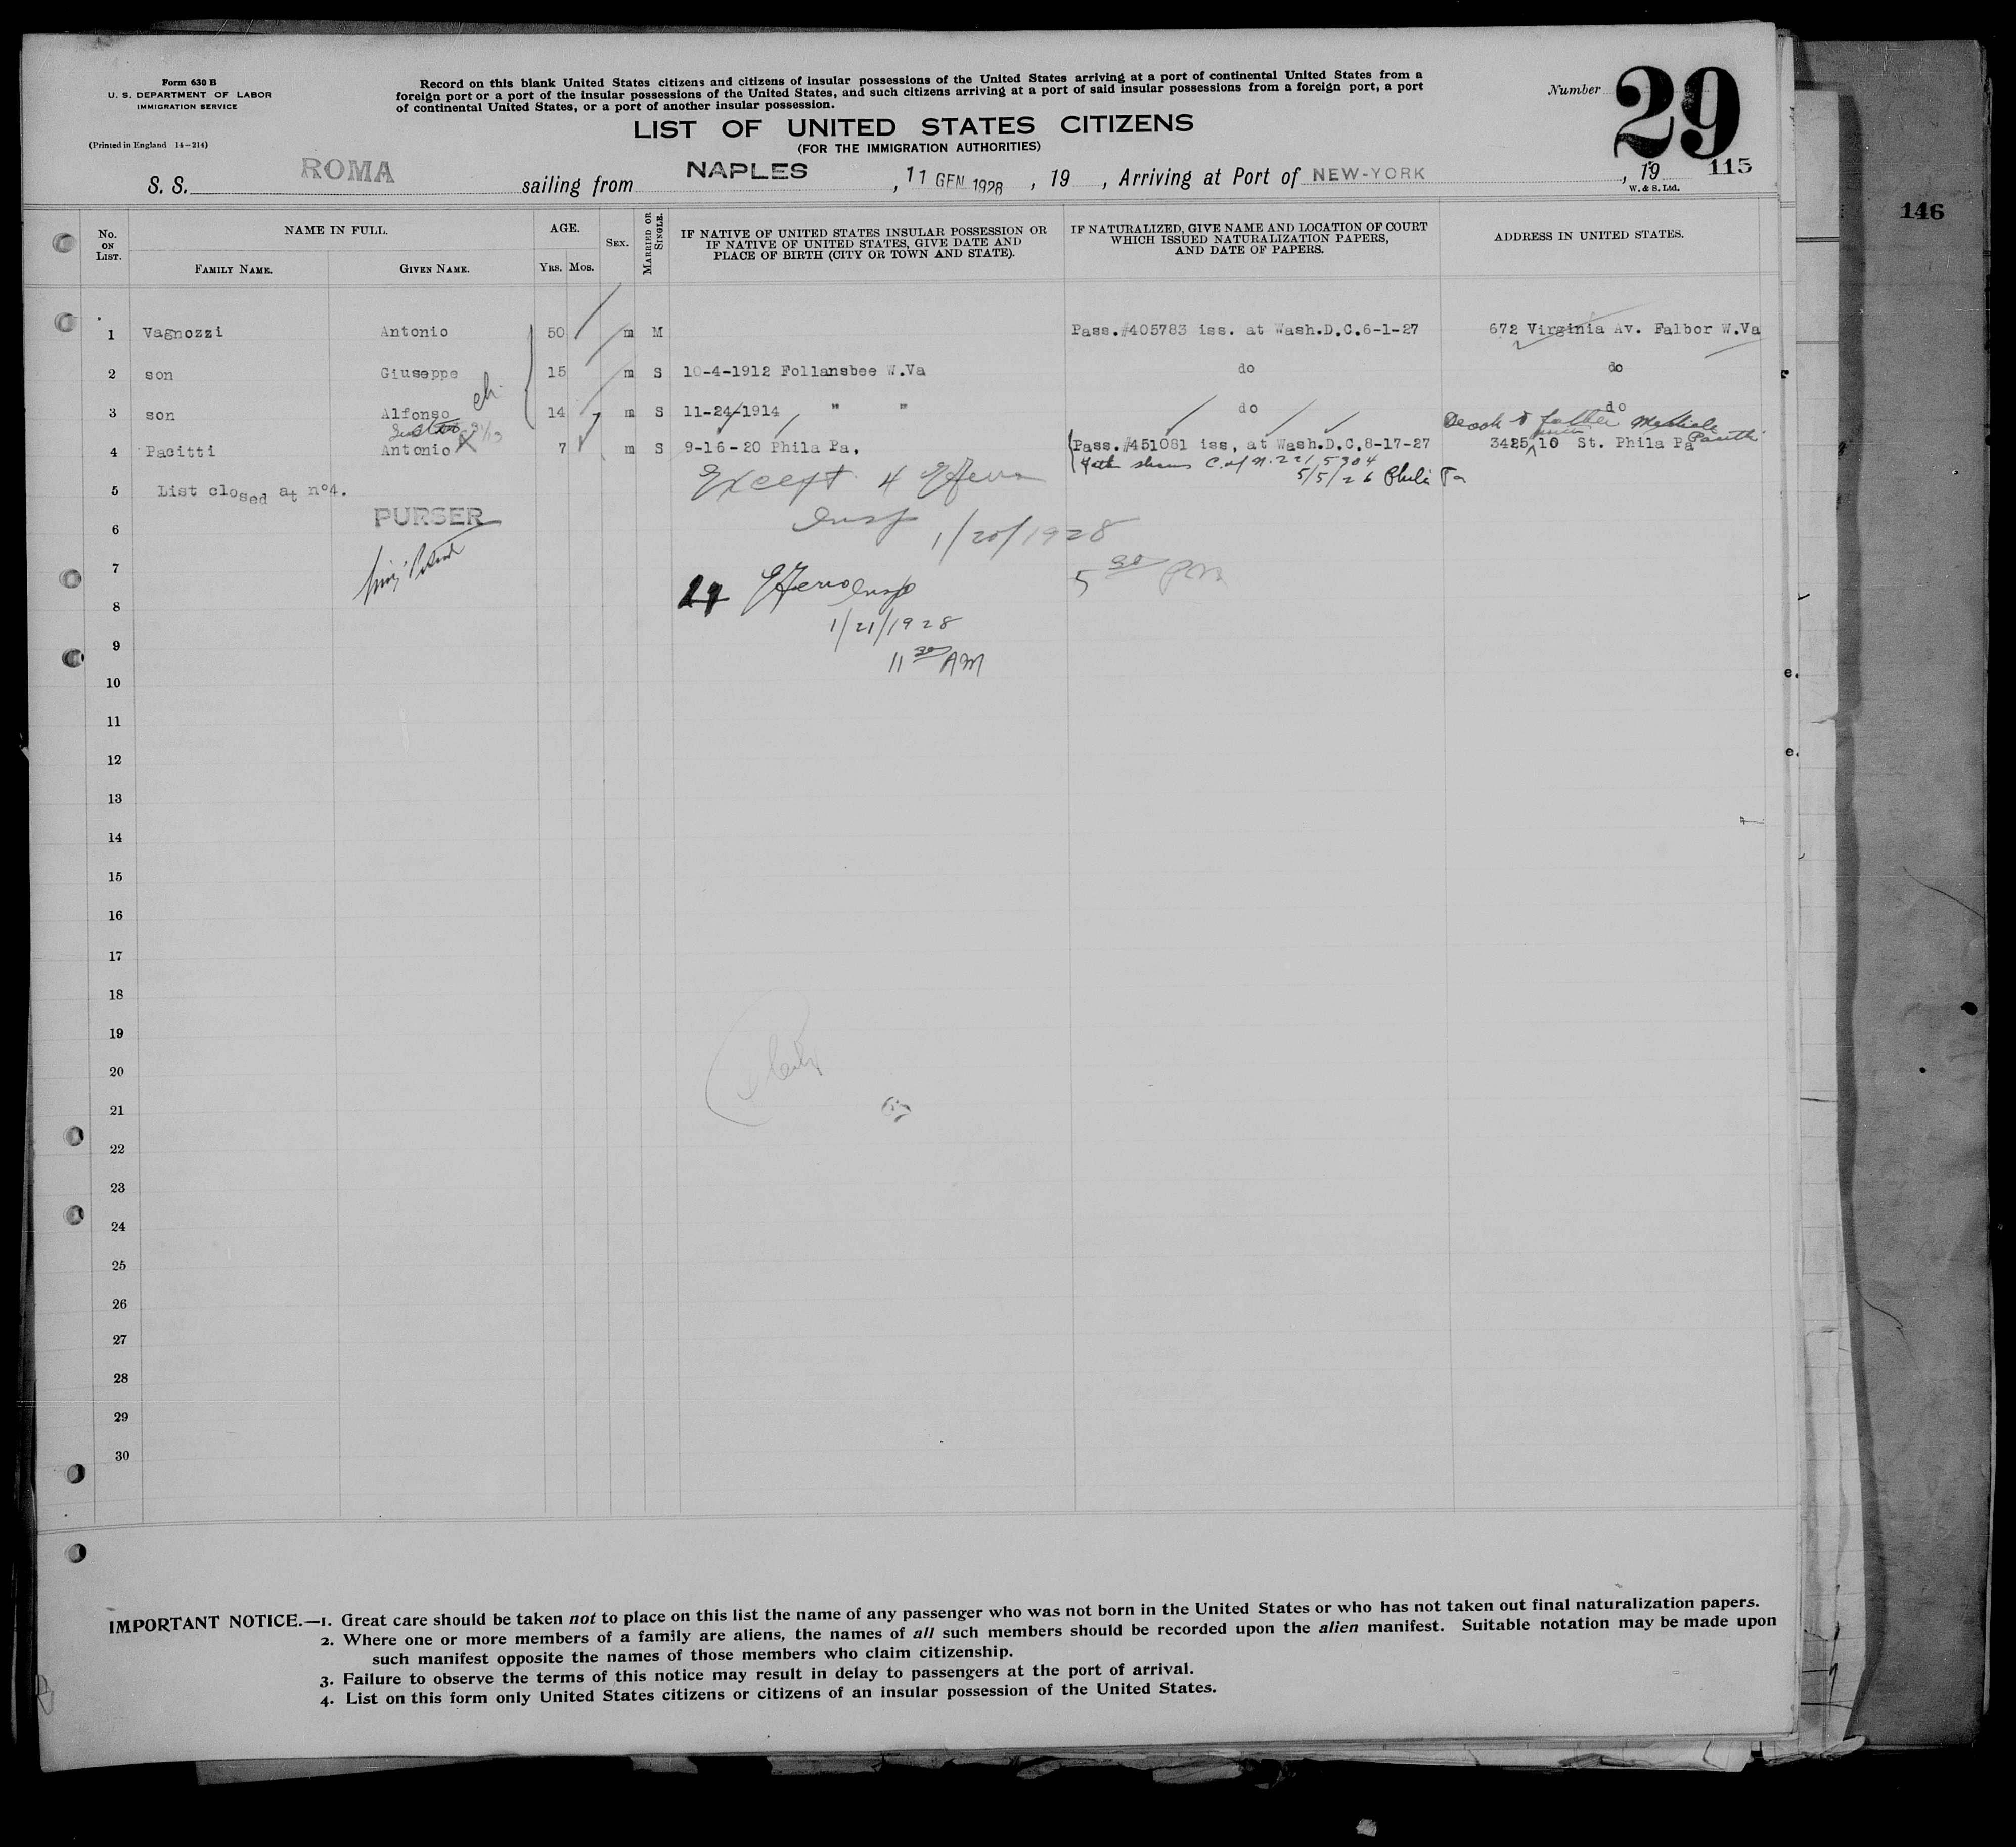 Form 630 B
U. S. DEPARTMENT OF LABOR
IMMIGRATION SERVICE
(Printed in England 14—214)
Record on this blank United States citizens and citizens of insular possessions of the United States arriving at a port of continental United States from a
foreign port or a port of the insular possessions of the United States, and such citizens arriving at a port of said insular possessions from a foreign port, a port
of continental United States, or a port of another insular possession.
LIST OF UNITED STATES CITIZENS
(FOR THE IMMIGRATION AUTHORITIES)
Number 29
115
146
S. S. ROMA sailing from NAPLES, 11 GEN 1928, 19 , Arriving at Port of NEW-YORK, 19
W. & S. Ltd.
No. ON LIST. NAME IN FULL. AGE. SEX. MARRIED OR SINGLE. IF NATIVE OF UNITED STATES INSULAR POSSESSION OR IF NATIVE OF UNITED STATES, GIVE DATE AND PLACE OF BIRTH (CITY OR TOWN AND STATE). IF NATURALIZED, GIVE NAME AND LOCATION OF COURT WHICH ISSUED NATURALIZATION PAPERS, AND DATE OF PAPERS. ADDRESS IN UNITED STATES.
FAMILY NAME. GIVEN NAME. YRS. MOS.
1 Vagnozzi Antonio 50 m M Pass.#405783 iss. at Wash.D.C.6-1-27 672 Virginia Av. Falbor W.Va
2 son Giuseppe 15 m S 10-4-1912 Follansbee W.Va do do
3 son Alfonso 14 m S 11-24-1914 " " do do
father
4 Pacitti Antonio 7 m S 9-16-20 Phila Pa. Pass.#451081 iss, at Wash.D.C.8-17-27 3425 10 St. Phila Pa
Pacitti
shows C. of N. 2215904
5/5/26 Phila Pa
5 List closed at nº4.
Except 4
PURSER
6
Insp 1/20/1928
7
5 30 PM
8
Insp
1/21/1928
9
11 30 AM
10
11
12
13
14
15
16
17
18
19
20
21
22
23
24
25
26
27
28
29
30
IMPORTANT NOTICE.—1. Great care should be taken not to place on this list the name of any passenger who was not born in the United States or who has not taken out final naturalization papers.
2. Where one or more members of a family are aliens, the names of all such members should be recorded upon the alien manifest. Suitable notation may be made upon
such manifest opposite the names of those members who claim citizenship.
3. Failure to observe the terms of this notice may result in delay to passengers at the port of arrival.
4. List on this form only United States citizens or citizens of an insular possession of the United States.